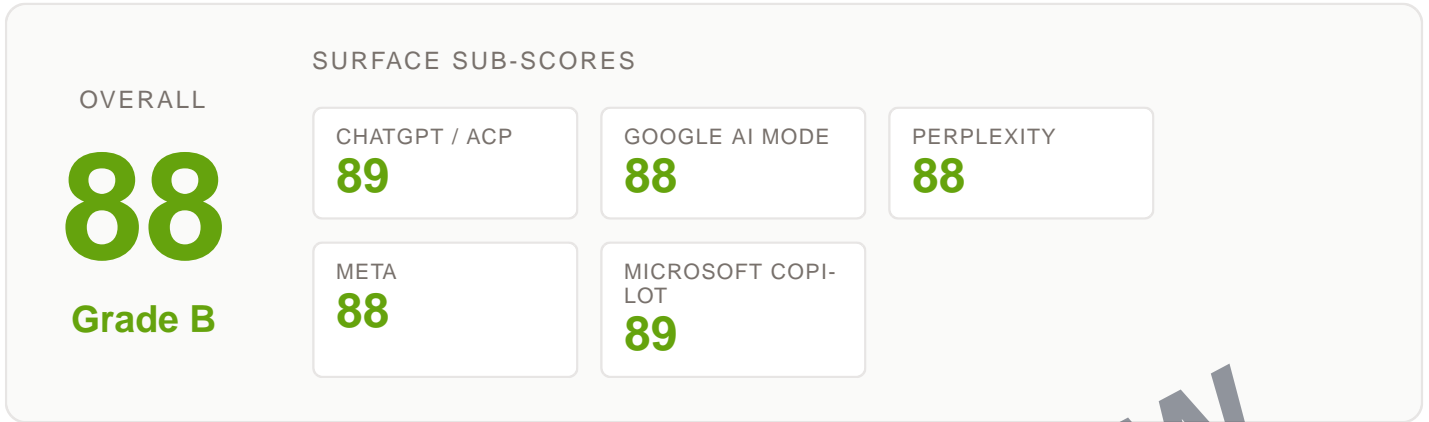 OVERALL
88
Grade B
SURFACE SUB-SCORES
CHATGPT / ACP
89
GOOGLE AI MODE
88
PERPLEXITY
88
META
88
MICROSOFT COPI-
LOT
89